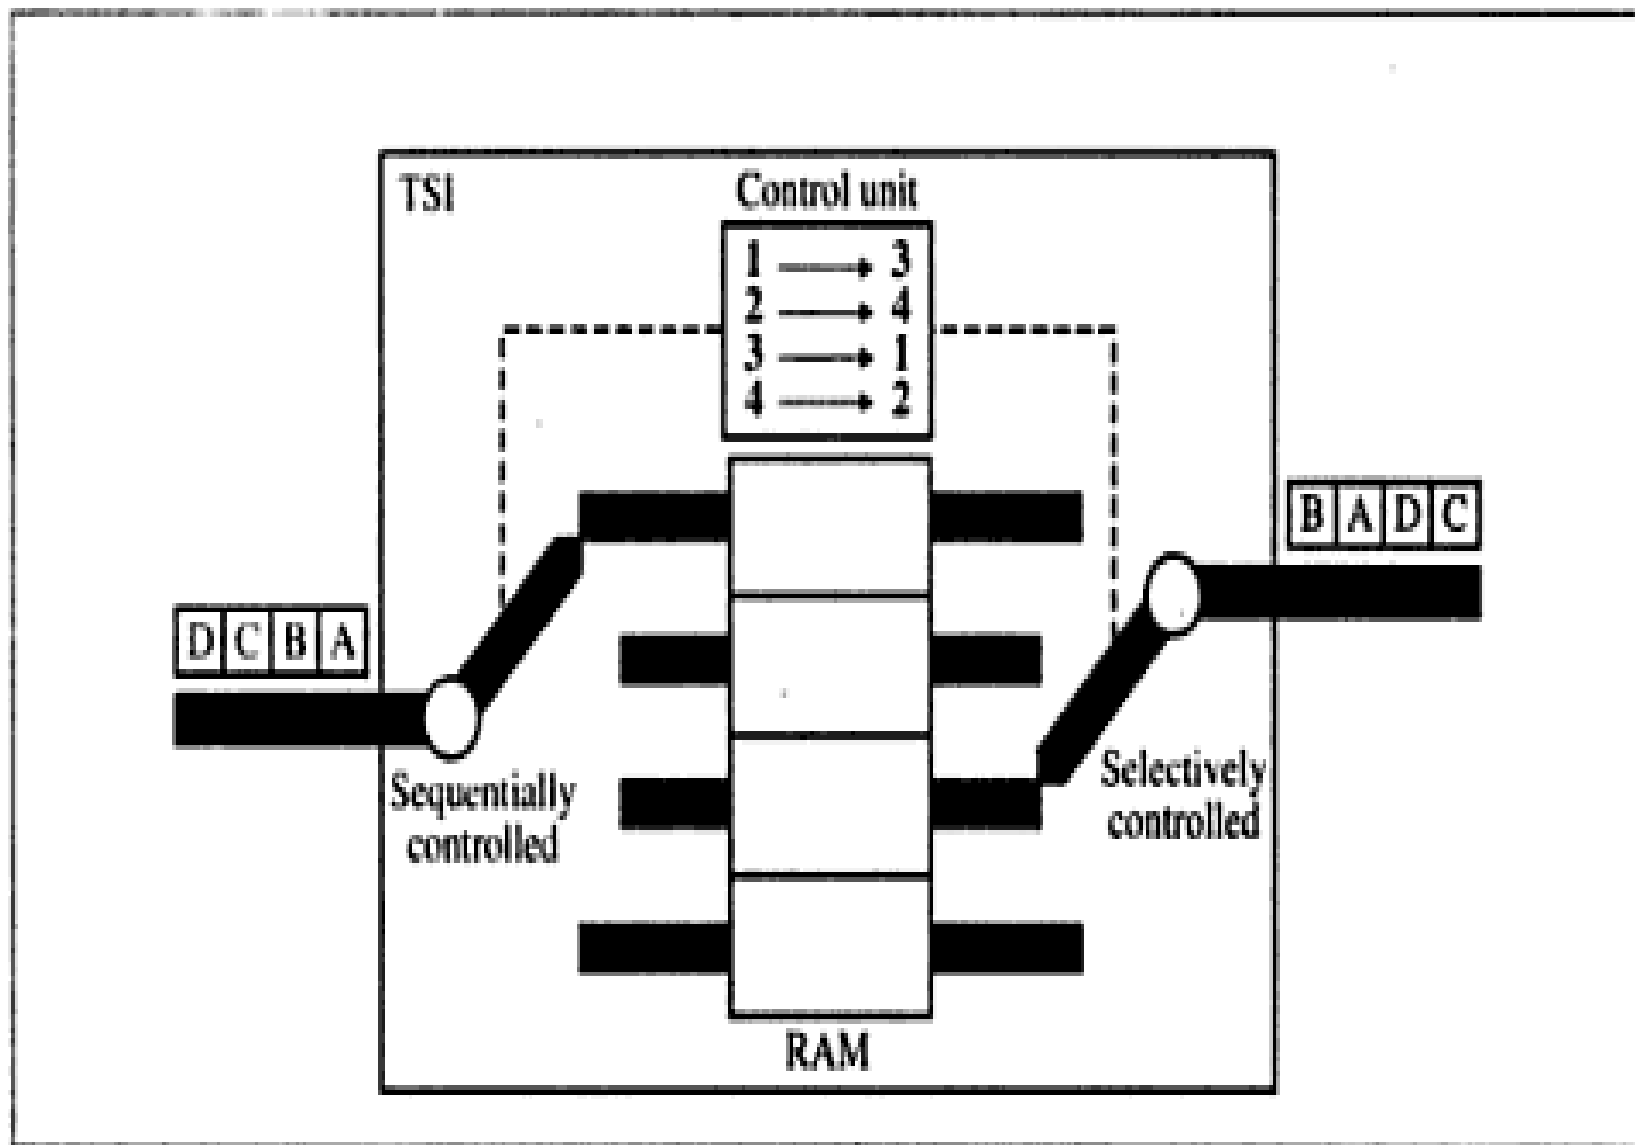 TSI
Control unit
1 → 3
2 → 4
3 → 1
4 → 2
B A D C
D C B A
Sequentially
controlled
Selectively
controlled
RAM